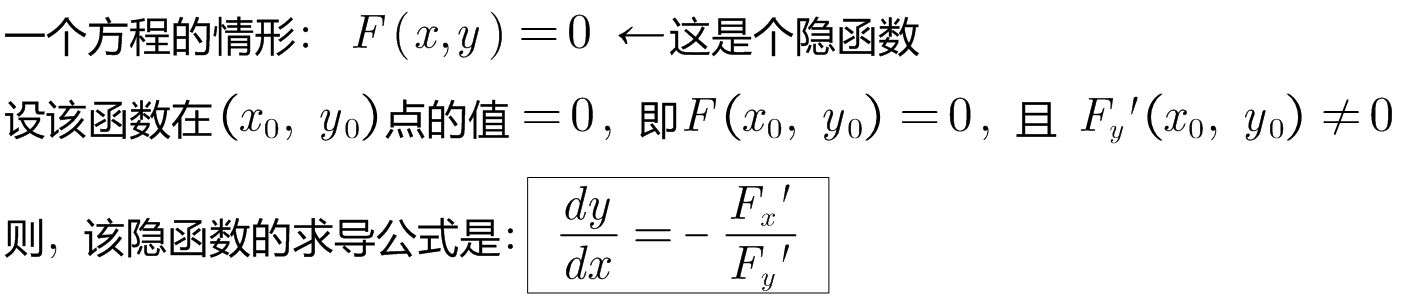 一个方程的情形： F(x,y)=0 ←这是个隐函数
设该函数在(x₀, y₀)点的值=0, 即F(x₀, y₀)=0, 且 F_y'(x₀, y₀)≠0
则, 该隐函数的求导公式是: dy/dx=-F_x'/F_y'